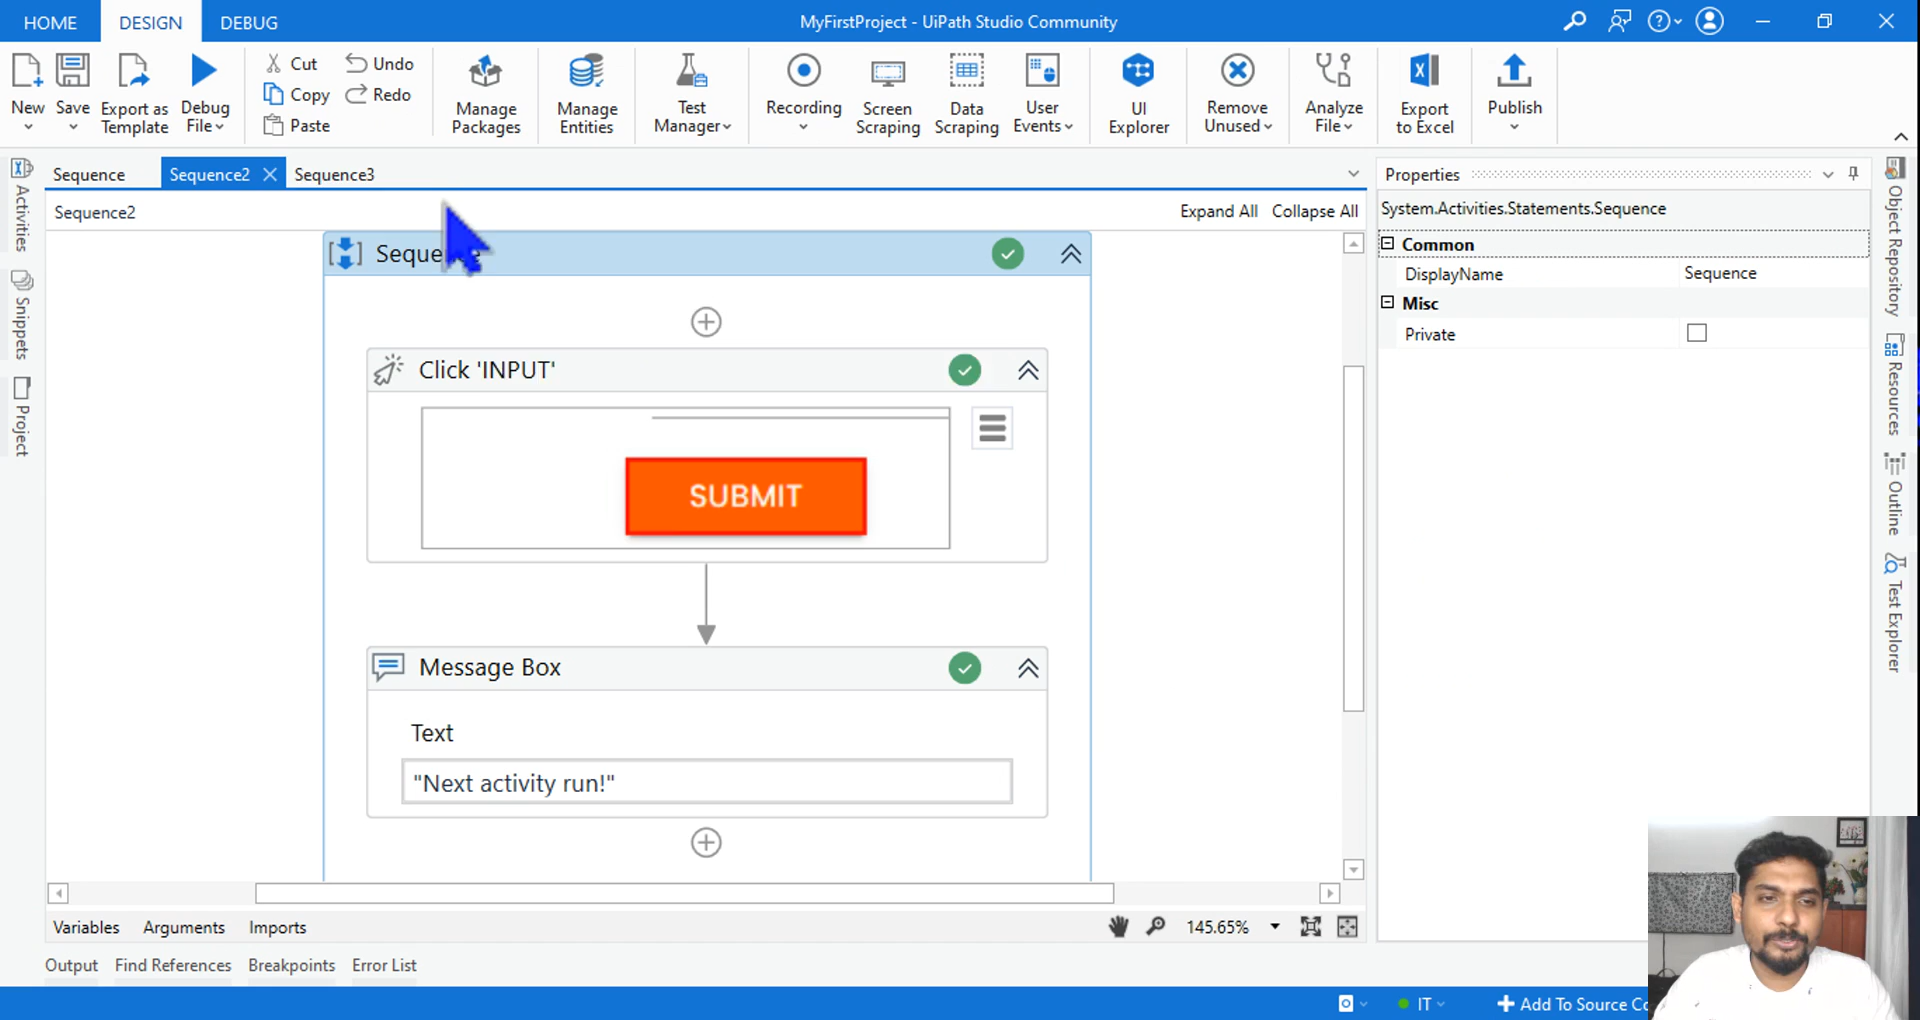 HOME DESIGN DEBUG MyFirstProject - UiPath Studio Community
New Save Export as Template Debug File Cut Copy Paste Undo Redo Manage Packages Manage Entities Test Manager Recording Screen Scraping Data Scraping User Events UI Explorer Remove Unused Analyze File Export to Excel Publish
Sequence Sequence2 Sequence3
Sequence2 Expand All Collapse All
Activities
Snippets
Project
Click 'INPUT'
SUBMIT
Message Box
Text
"Next activity run!"
Variables Arguments Imports 145.65%
Output Find References Breakpoints Error List
Properties
System.Activities.Statements.Sequence
Common
DisplayName Sequence
Misc
Private
Object Repository
Resources
Outline
Test Explorer
IT Add To Source